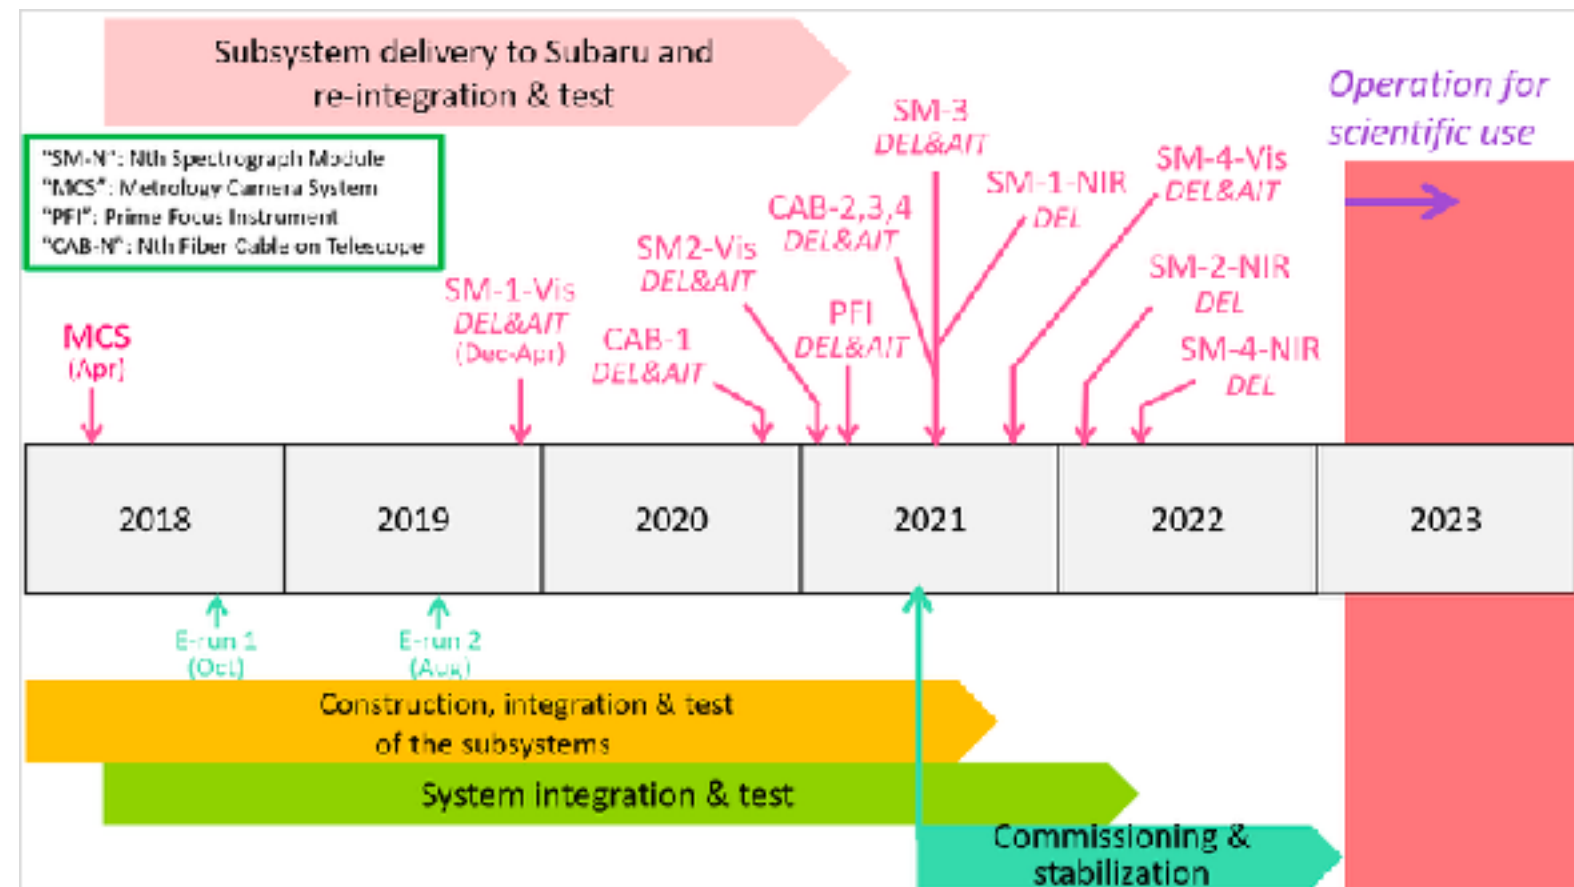 Subsystem delivery to Subaru and
re-integration & test
Operation for
scientific use
"SM-N": Nth Spectrograph Module
"MCS": Metrology Camera System
"PFI": Prime Focus Instrument
"CAB-N": Nth Fiber Cable on Telescope
MCS
(Apr)
SM-1-Vis
DEL&AIT
(Dec-Apr)
CAB-1
DEL&AIT
SM2-Vis
DEL&AIT
PFI
DEL&AIT
CAB-2,3,4
DEL&AIT
SM-3
DEL&AIT
SM-1-NIR
DEL
SM-4-Vis
DEL&AIT
SM-2-NIR
DEL
SM-4-NIR
DEL
2018
2019
2020
2021
2022
2023
E-run 1
(Oct)
E-run 2
(Aug)
Construction, integration & test
of the subsystems
System integration & test
Commissioning &
stabilization